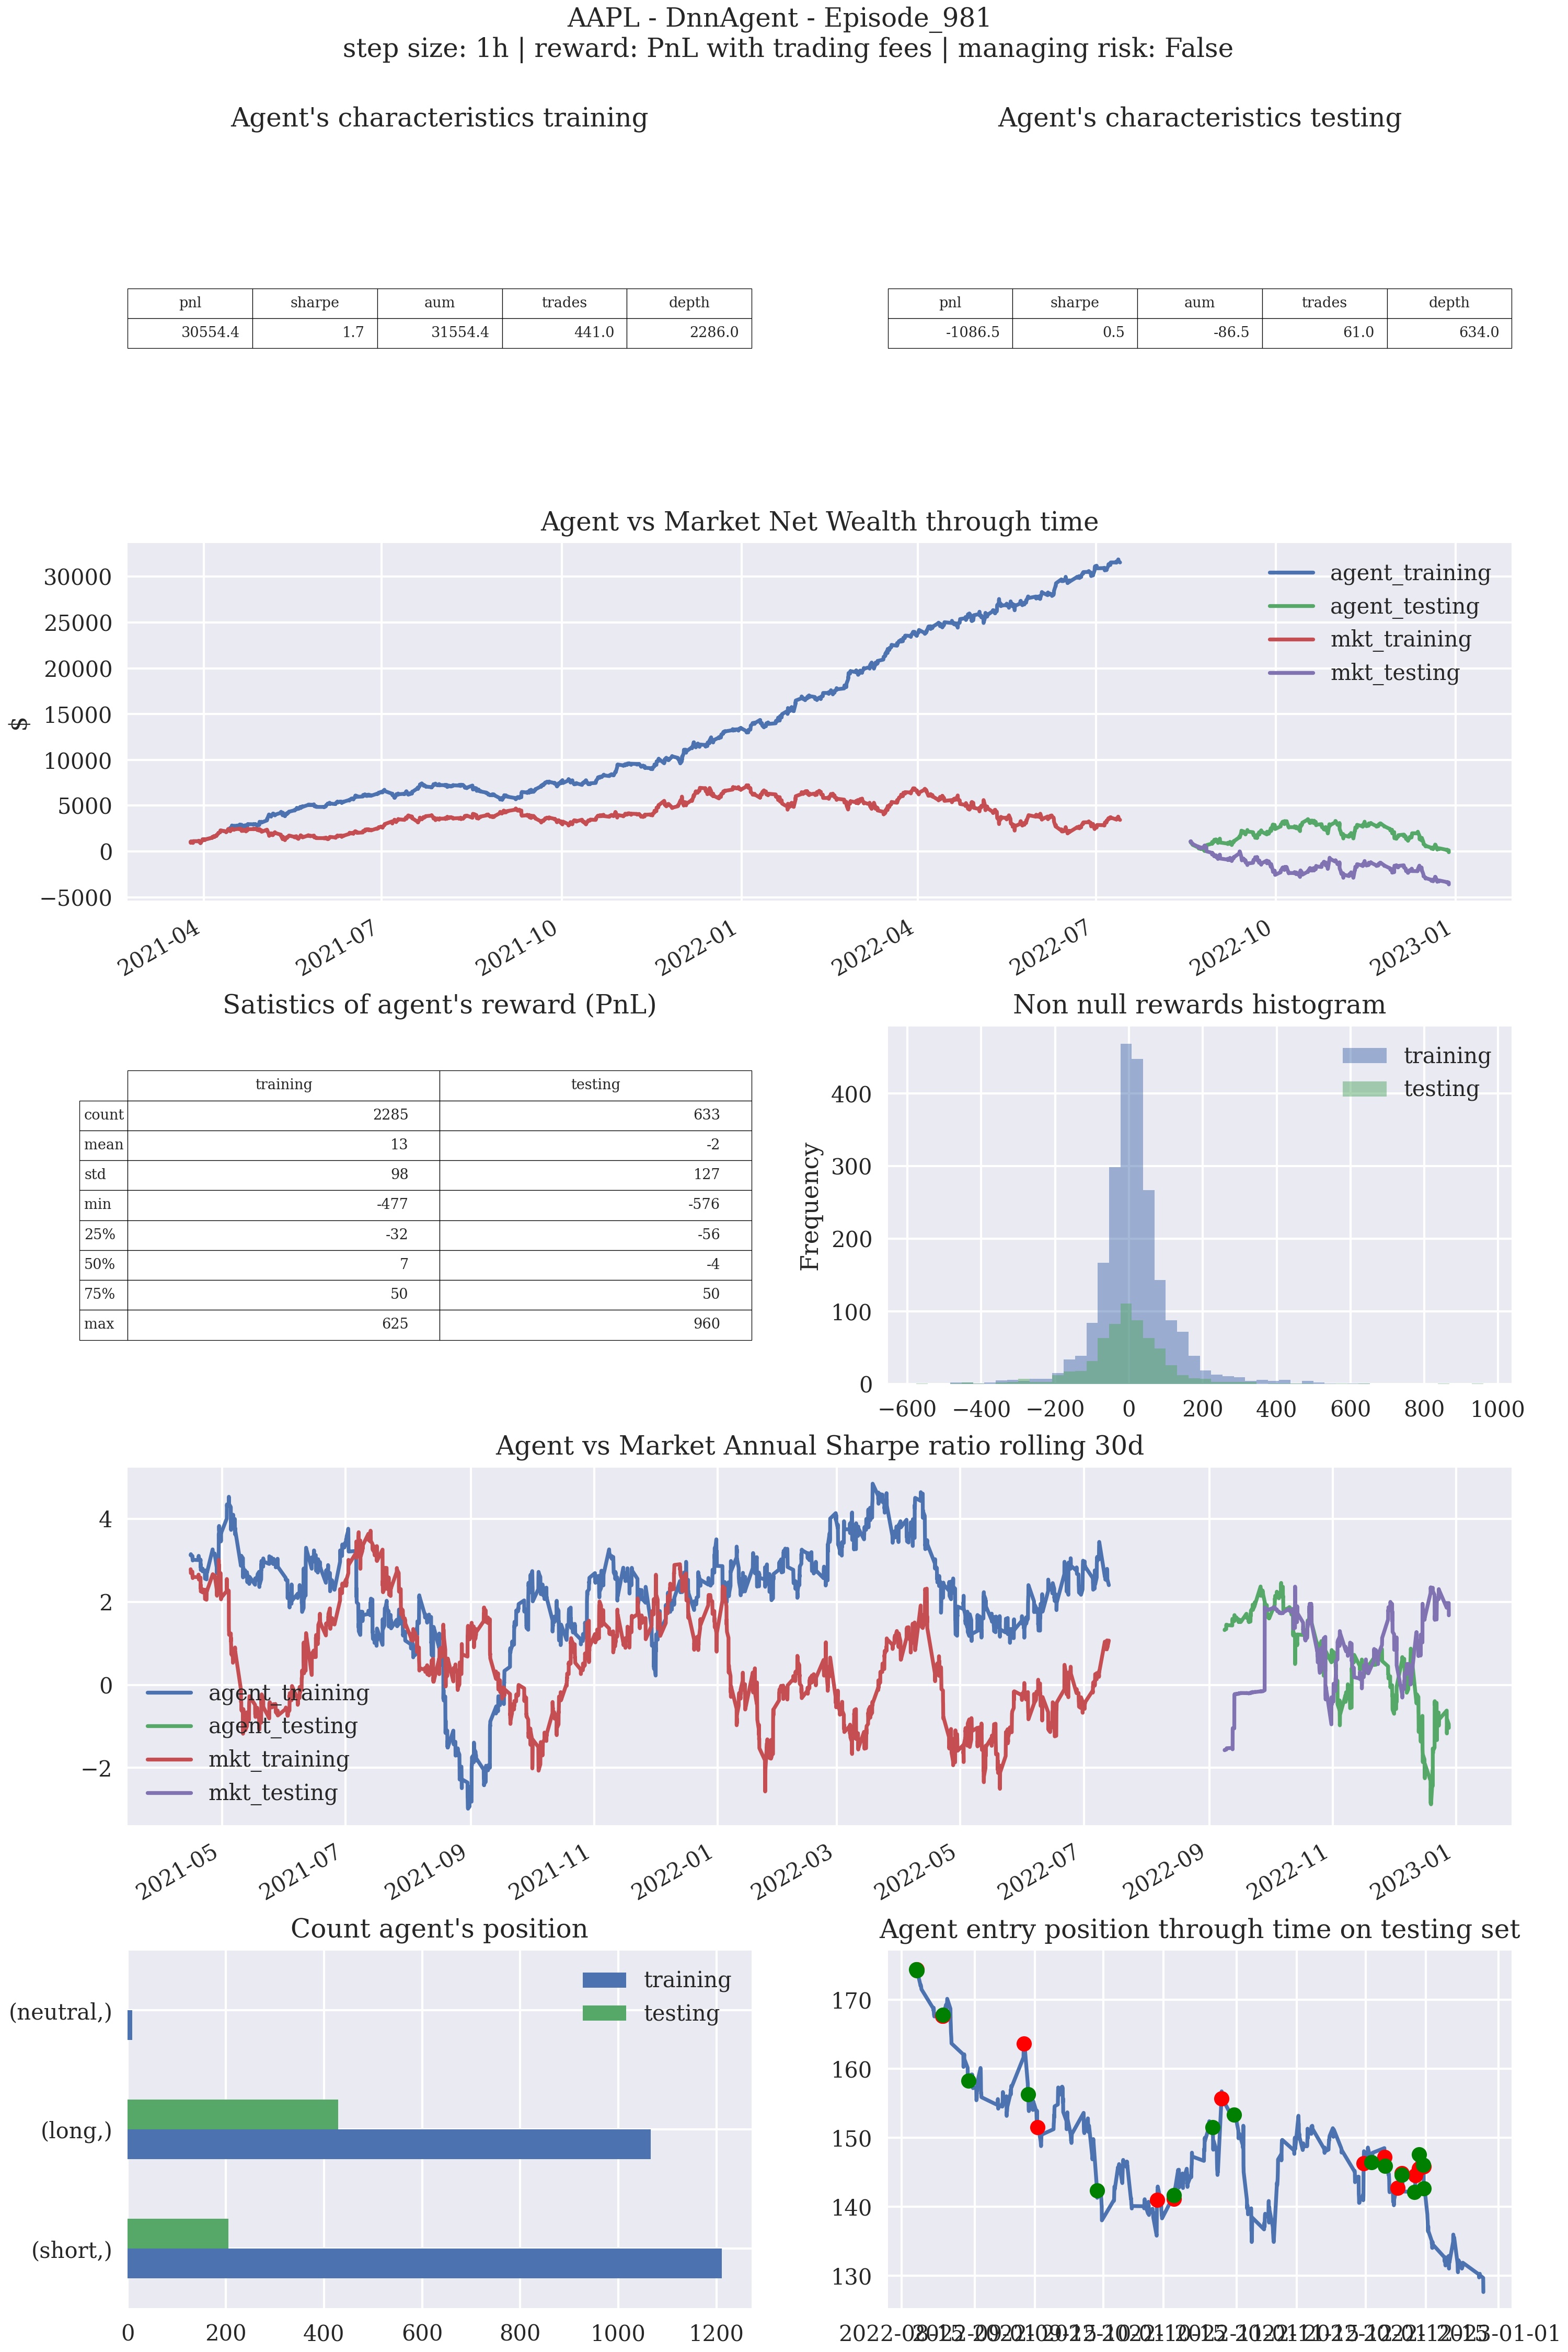 AAPL - DnnAgent - Episode_981
step size: 1h | reward: PnL with trading fees | managing risk: False
Agent's characteristics training
Agent's characteristics testing
pnl sharpe aum trades depth
30554.4 1.7 31554.4 441.0 2286.0
pnl sharpe aum trades depth
-1086.5 0.5 -86.5 61.0 634.0
Agent vs Market Net Wealth through time
$
30000
25000
20000
15000
10000
5000
0
−5000
agent_training
agent_testing
mkt_training
mkt_testing
2021-04 2021-07 2021-10 2022-01 2022-04 2022-07 2022-10 2023-01
Satistics of agent's reward (PnL)
training testing
count 2285 633
mean 13 -2
std 98 127
min -477 -576
25% -32 -56
50% 7 -4
75% 50 50
max 625 960
Non null rewards histogram
Frequency
400
300
200
100
0
training
testing
−600 −400 −200 0 200 400 600 800 1000
Agent vs Market Annual Sharpe ratio rolling 30d
4
2
0
−2
agent_training
agent_testing
mkt_training
mkt_testing
2021-05 2021-07 2021-09 2021-11 2022-01 2022-03 2022-05 2022-07 2022-09 2022-11 2023-01
Count agent's position
(neutral,)
(long,)
(short,)
training
testing
0 200 400 600 800 1000 1200
Agent entry position through time on testing set
170
160
150
140
130